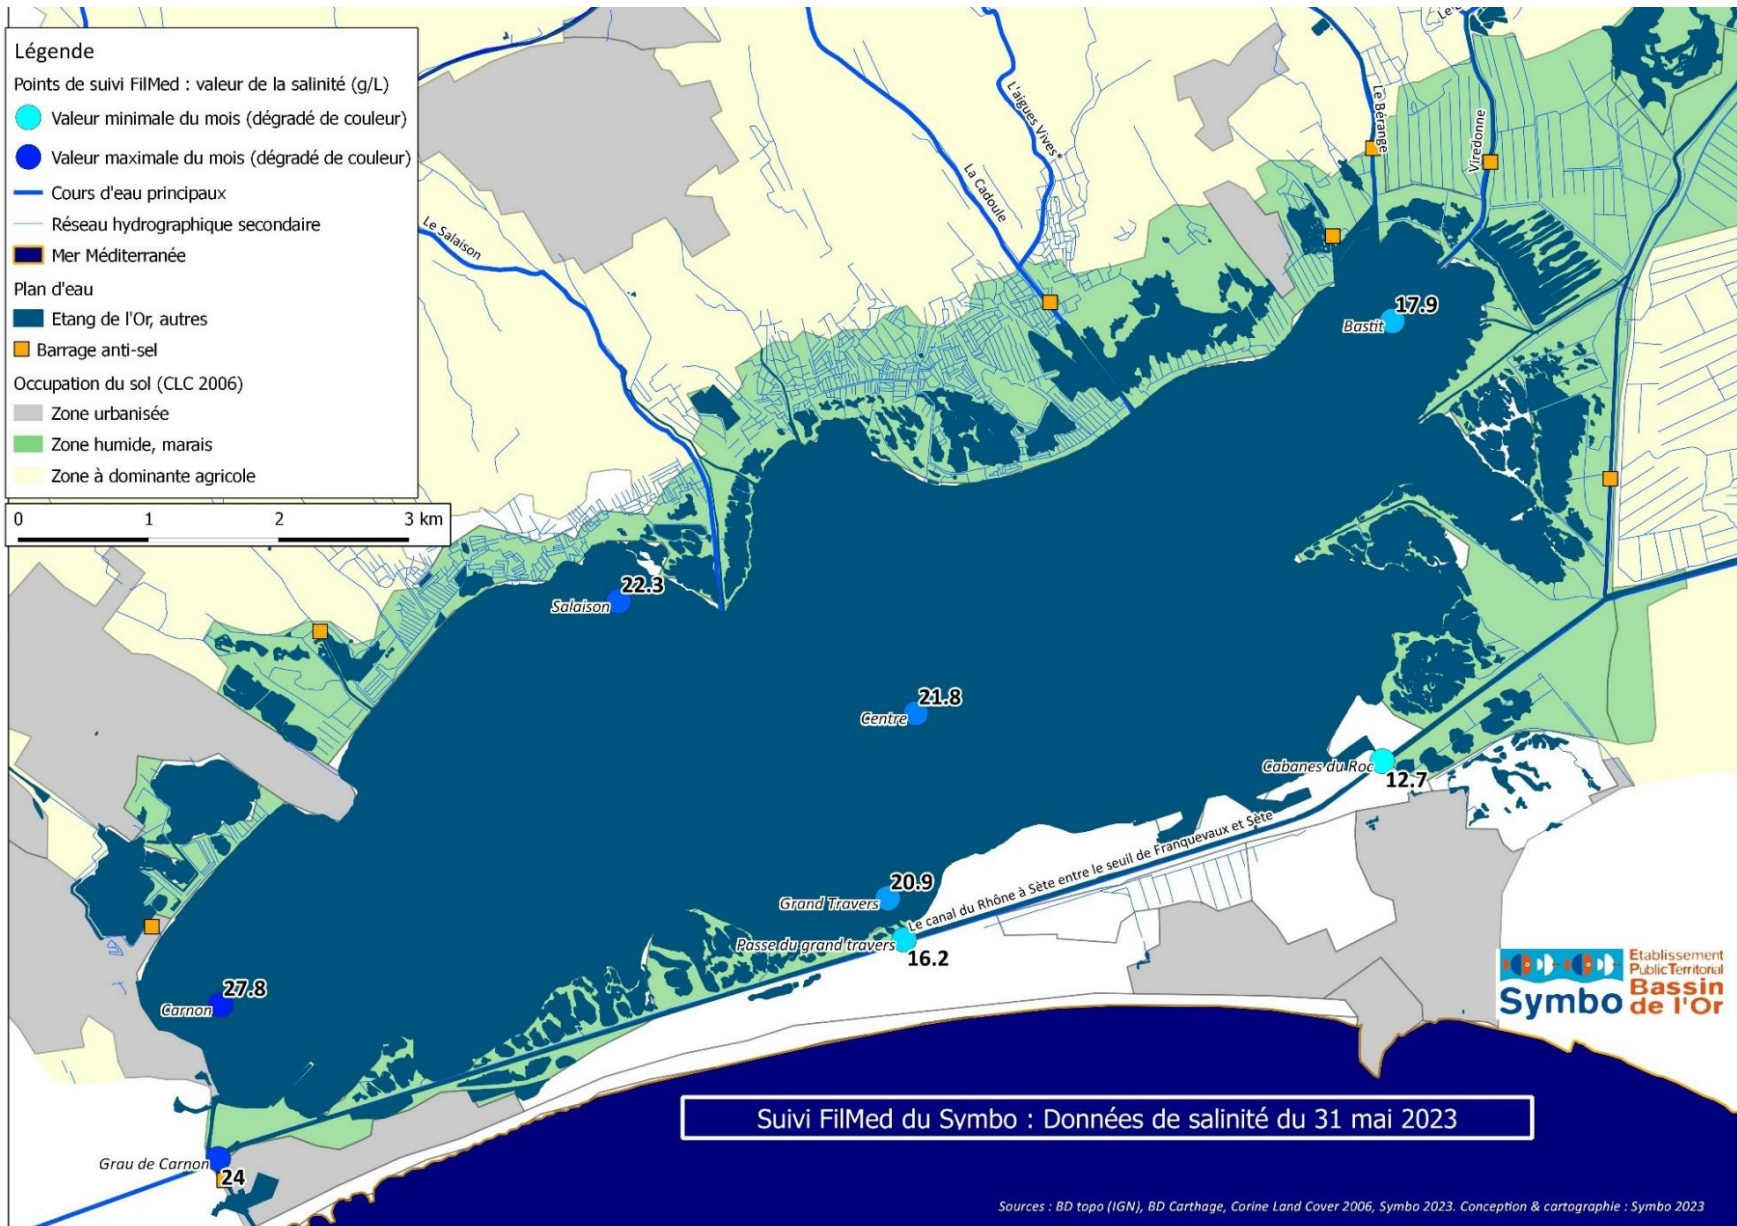 Légende
Points de suivi FilMed : valeur de la salinité (g/L)
Valeur minimale du mois (dégradé de couleur)
Valeur maximale du mois (dégradé de couleur)
Cours d'eau principaux
Réseau hydrographique secondaire
Mer Méditerranée
Plan d'eau
Etang de l'Or, autres
Barrage anti-sel
Occupation du sol (CLC 2006)
Zone urbanisée
Zone humide, marais
Zone à dominante agricole
0 1 2 3 km
Le Salaison
La Cadoule
L'aigues Vives *
Le Bérange
Viredonne
17.9
Bastit
22.3
Salaison
21.8
Centre
Cabanes du Roc
12.7
Le canal du Rhône à Sète entre le seuil de Franquevaux et Sète
20.9
Grand Travers
Passe du grand travers
16.2
27.8
Carnon
Grau de Carnon
24
Symbo
Etablissement
Public Territorial
Bassin
de l'Or
Suivi FilMed du Symbo : Données de salinité du 31 mai 2023
Sources : BD topo (IGN), BD Carthage, Corine Land Cover 2006, Symbo 2023. Conception & cartographie : Symbo 2023